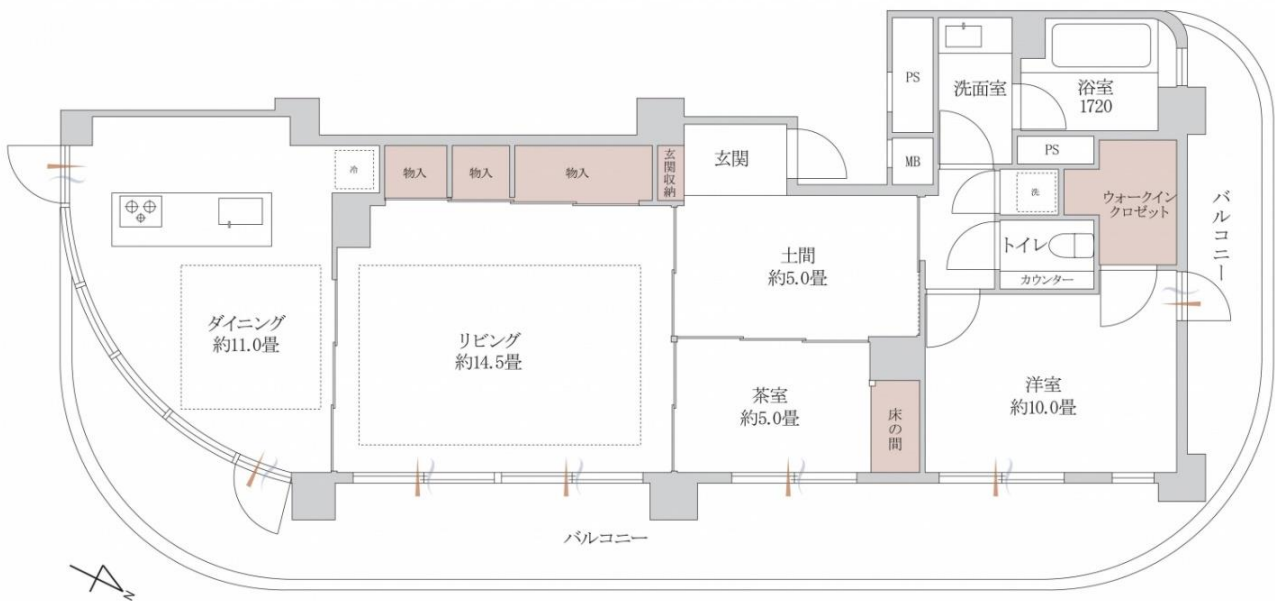 PS
洗面室
浴室
1720
MB
PS
冷
物入
物入
物入
玄関収納
玄関
洗
ウォークイン
クロゼット
バルコニー
トイレ
カウンター
土間
約5.0畳
ダイニング
約11.0畳
リビング
約14.5畳
茶室
約5.0畳
床の間
洋室
約10.0畳
バルコニー
N